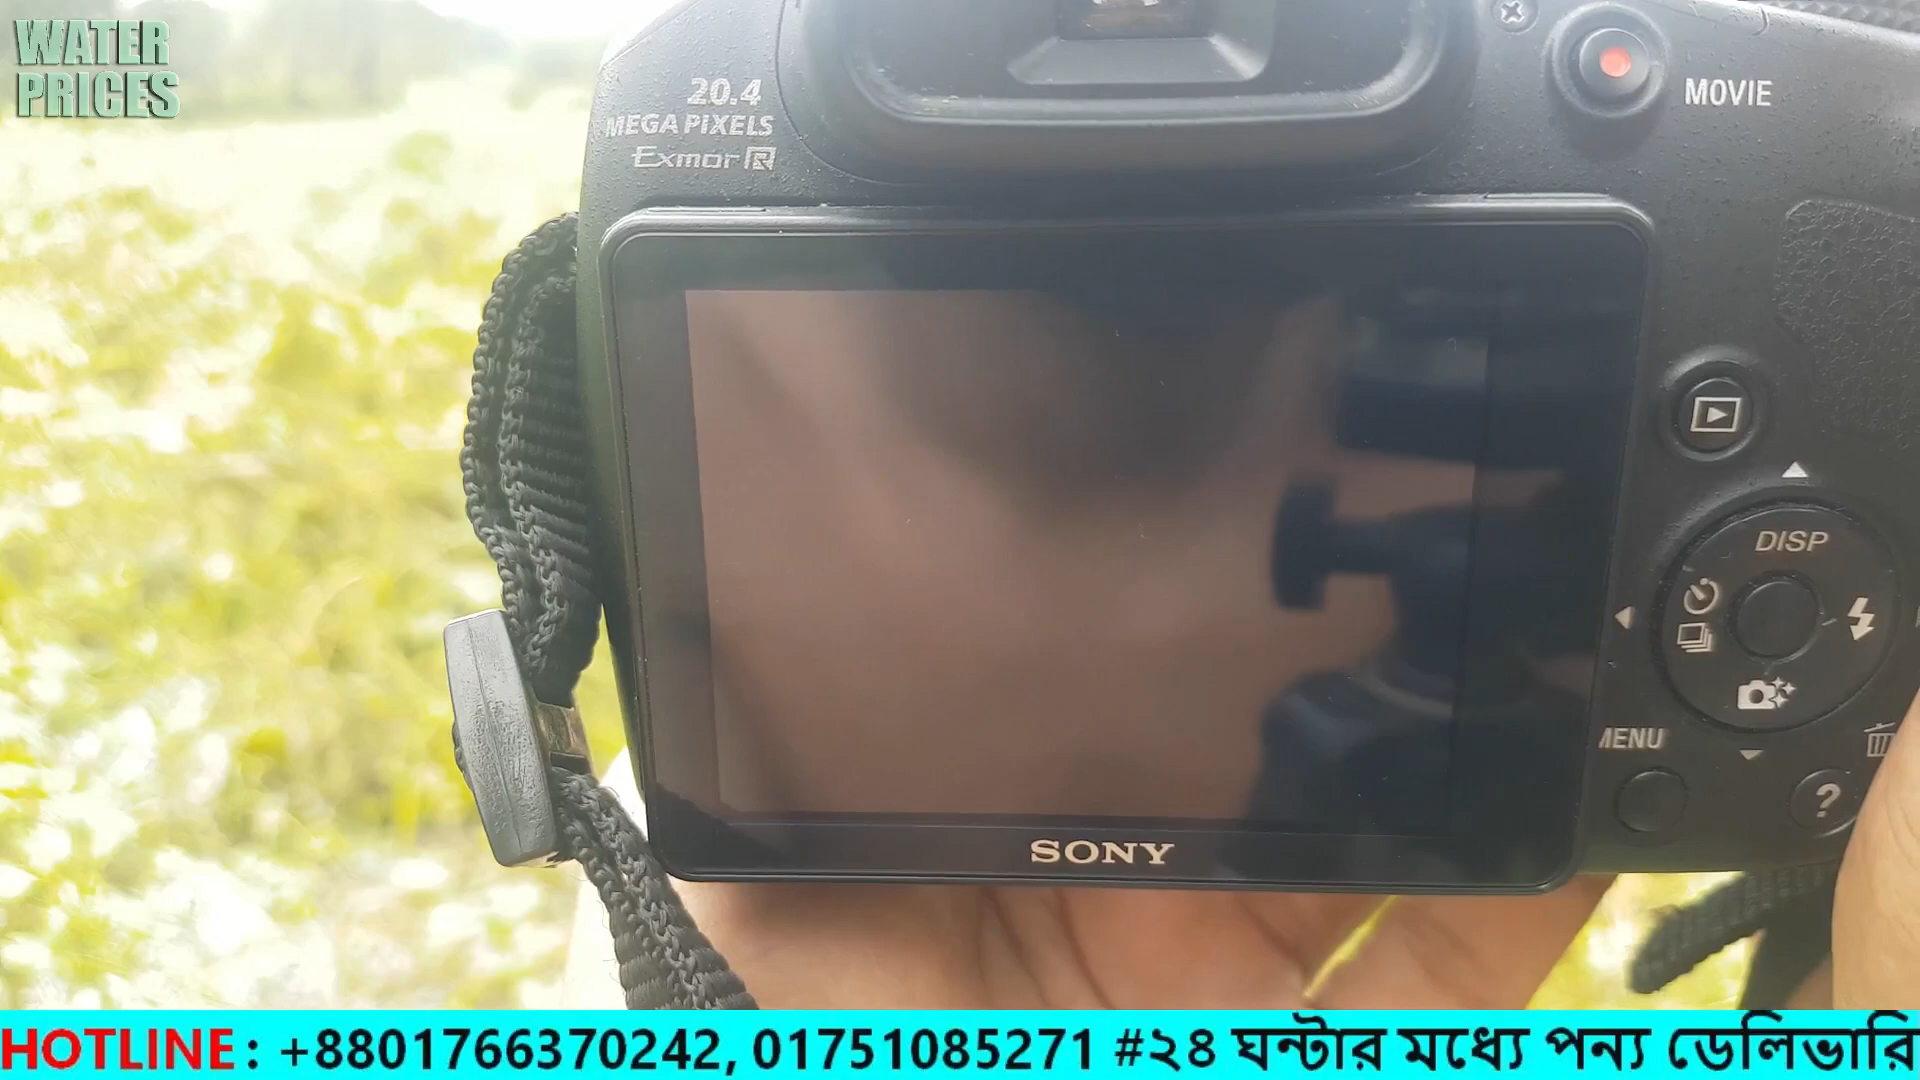 WATER
PRICES
20.4
MEGA PIXELS
Exmor R
MOVIE
DISP
MENU
?
SONY
HOTLINE: +8801766370242, 01751085271 #২৪ ঘন্টার মধ্যে পন্য ডেলিভারি